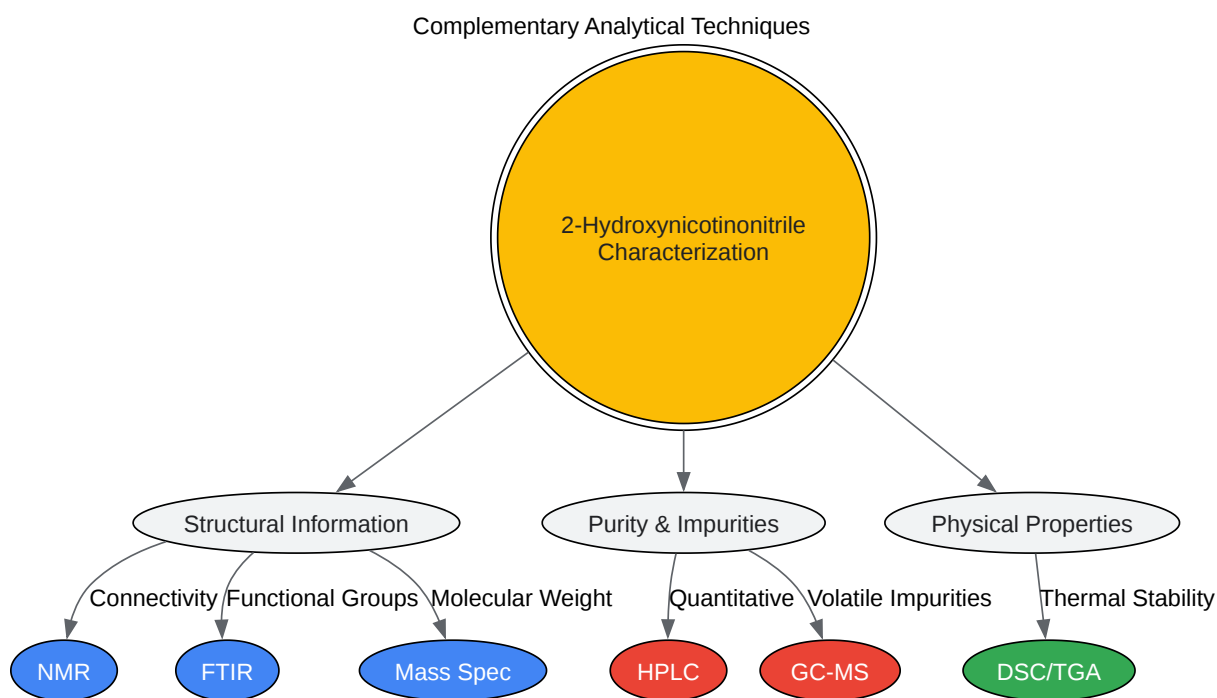 Complementary Analytical Techniques
2-Hydroxynicotinonitrile
Characterization
Structural Information
Purity & Impurities
Physical Properties
Connectivity
Functional Groups
Molecular Weight
Quantitative
Volatile Impurities
Thermal Stability
NMR
FTIR
Mass Spec
HPLC
GC-MS
DSC/TGA